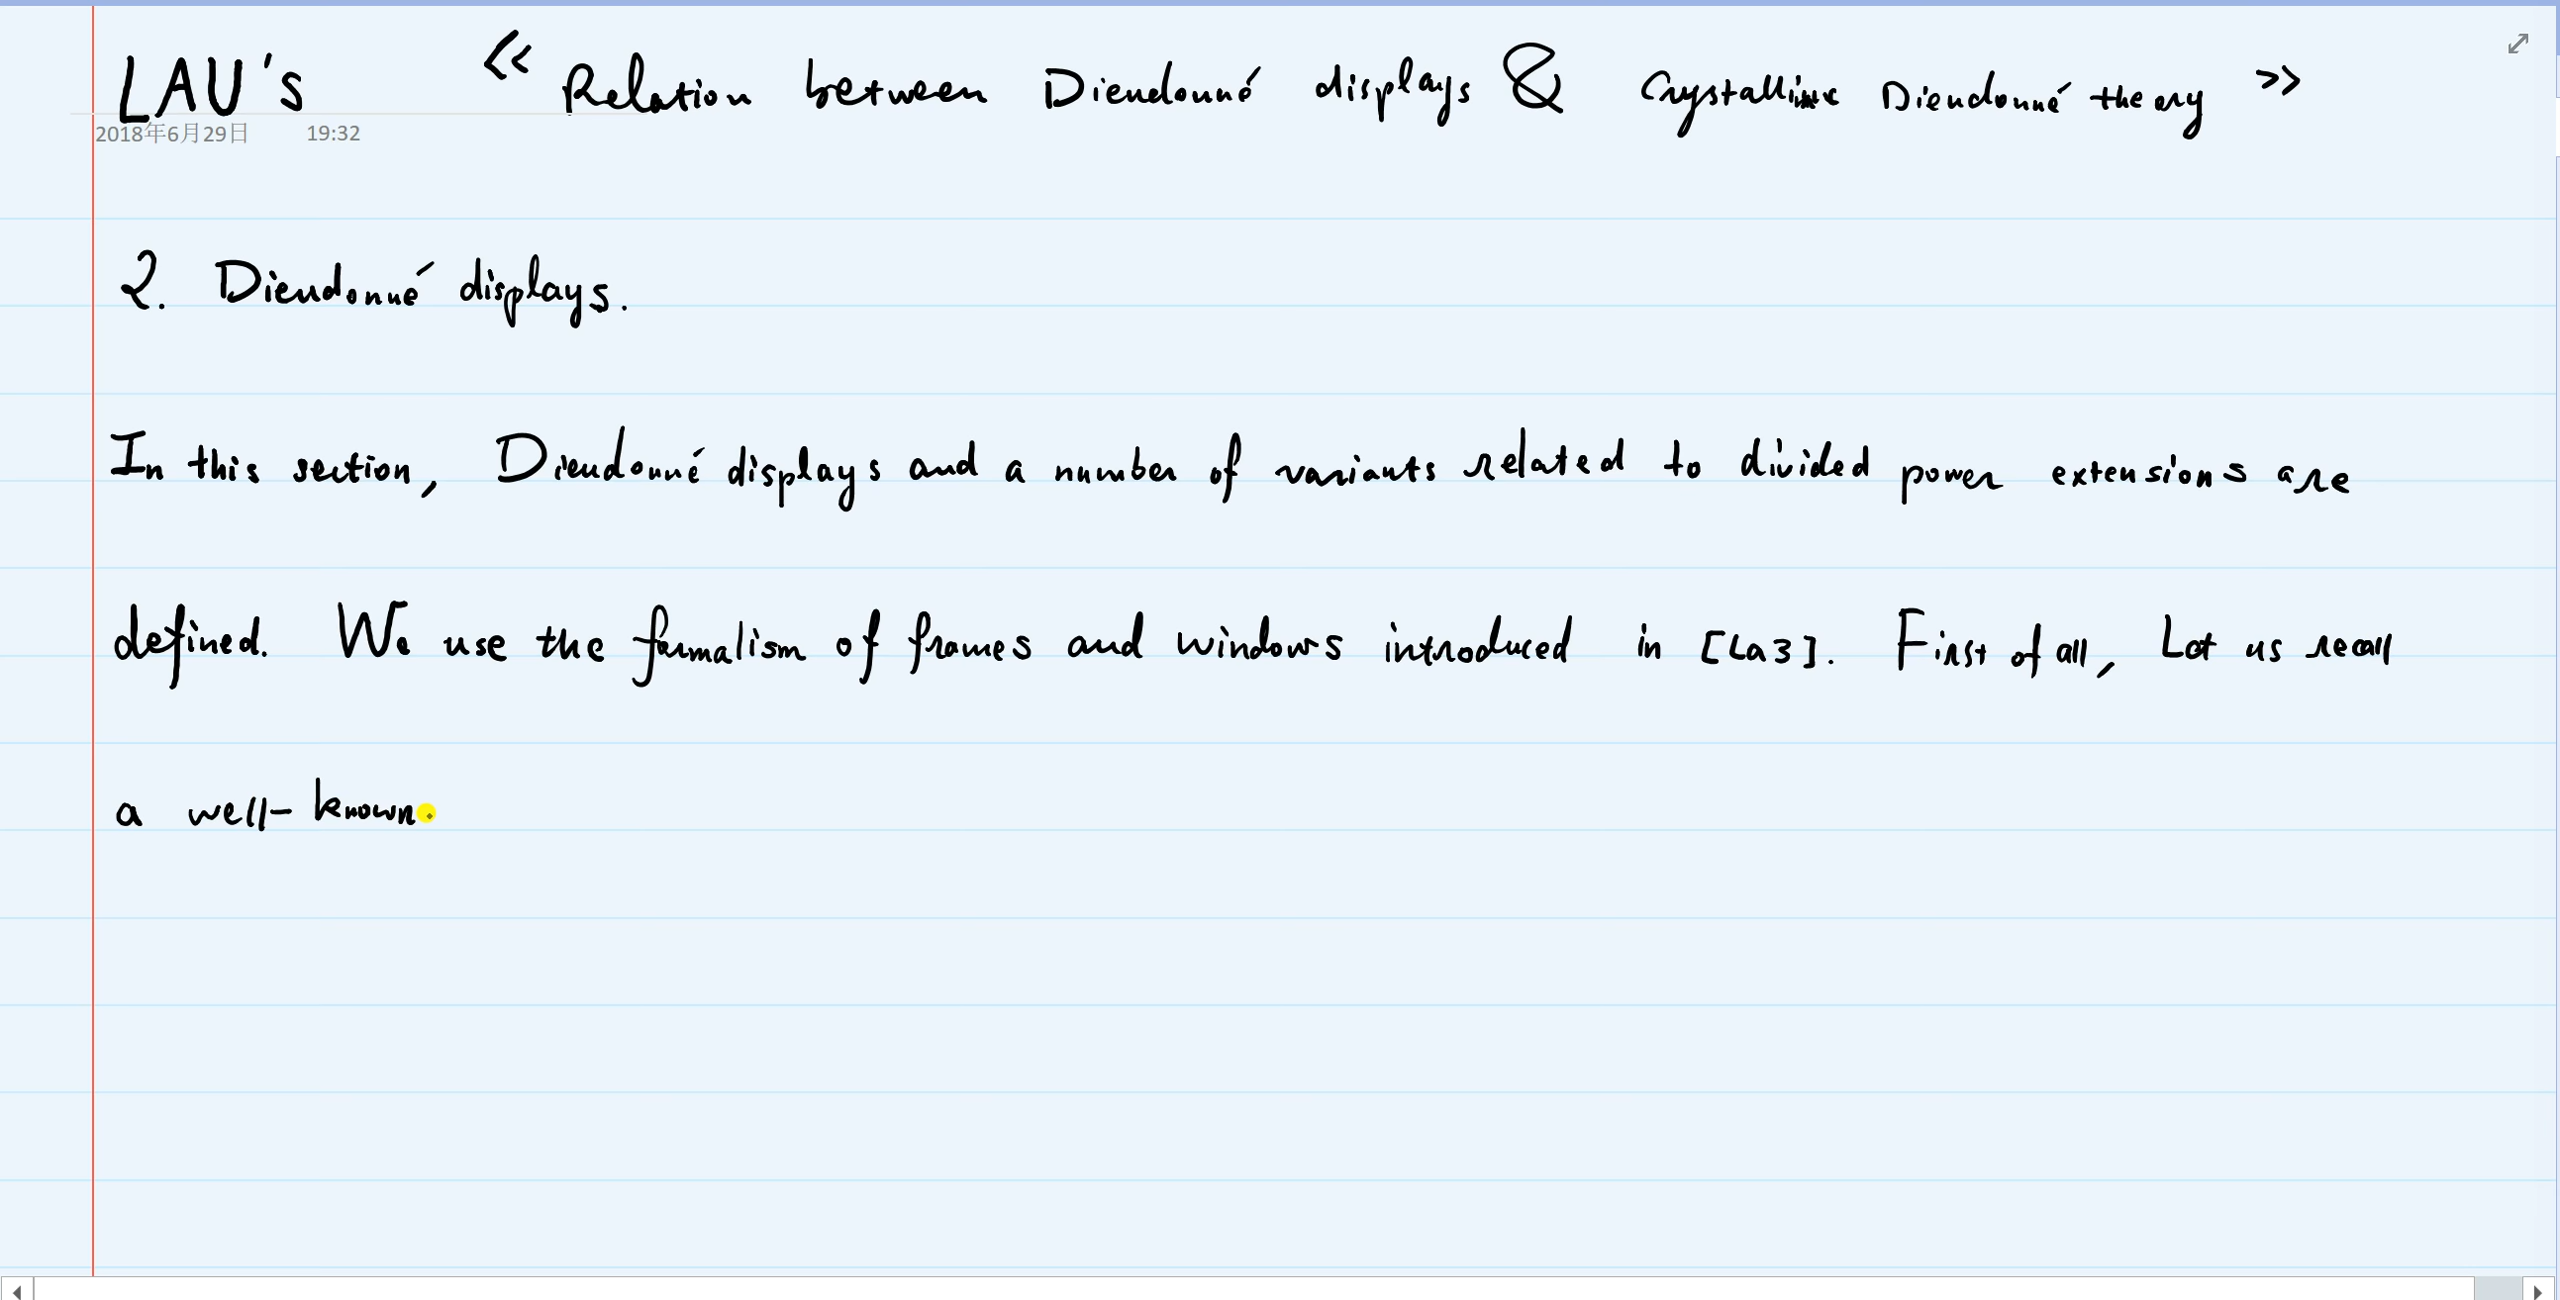 LAU's « Relation between Dieudonné displays & Crystalline Dieudonné theory »
2018年6月29日 19:32
2. Dieudonné displays.
In this section, Dieudonné displays and a number of variants related to divided power extensions are
defined. We use the formalism of frames and windows introduced in [La3]. First of all, Let us recall
a well-known